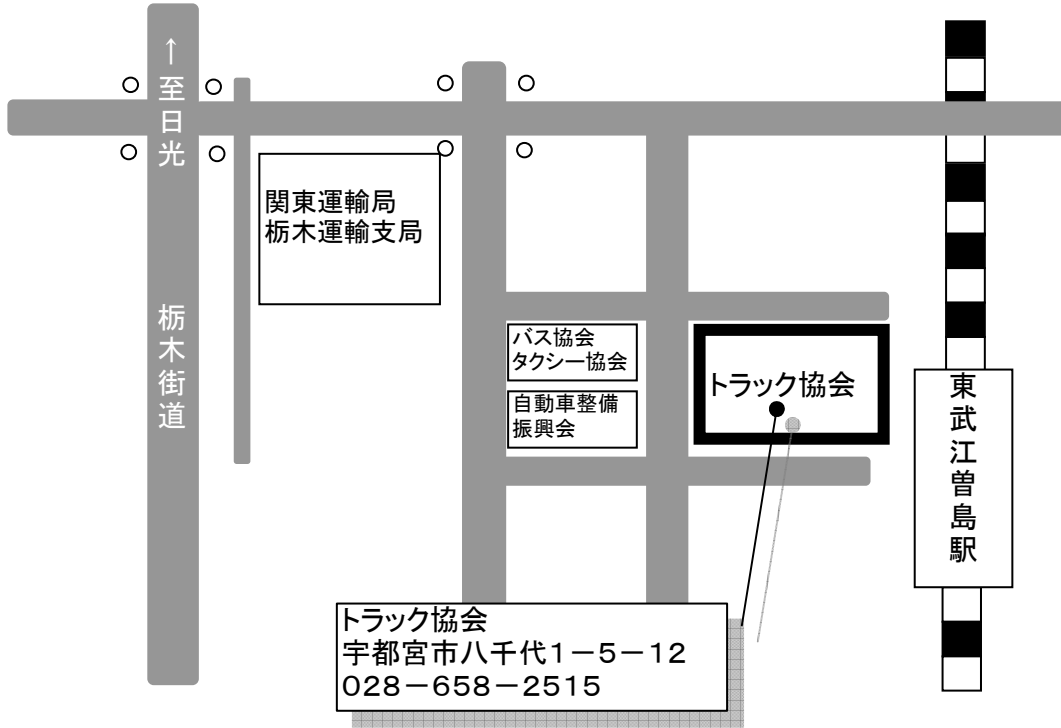 ↑至日光
栃木街道
関東運輸局
栃木運輸支局
バス協会
タクシー協会
自動車整備
振興会
トラック協会
東武江曽島駅
トラック協会
宇都宮市八千代1-5-12
028-658-2515